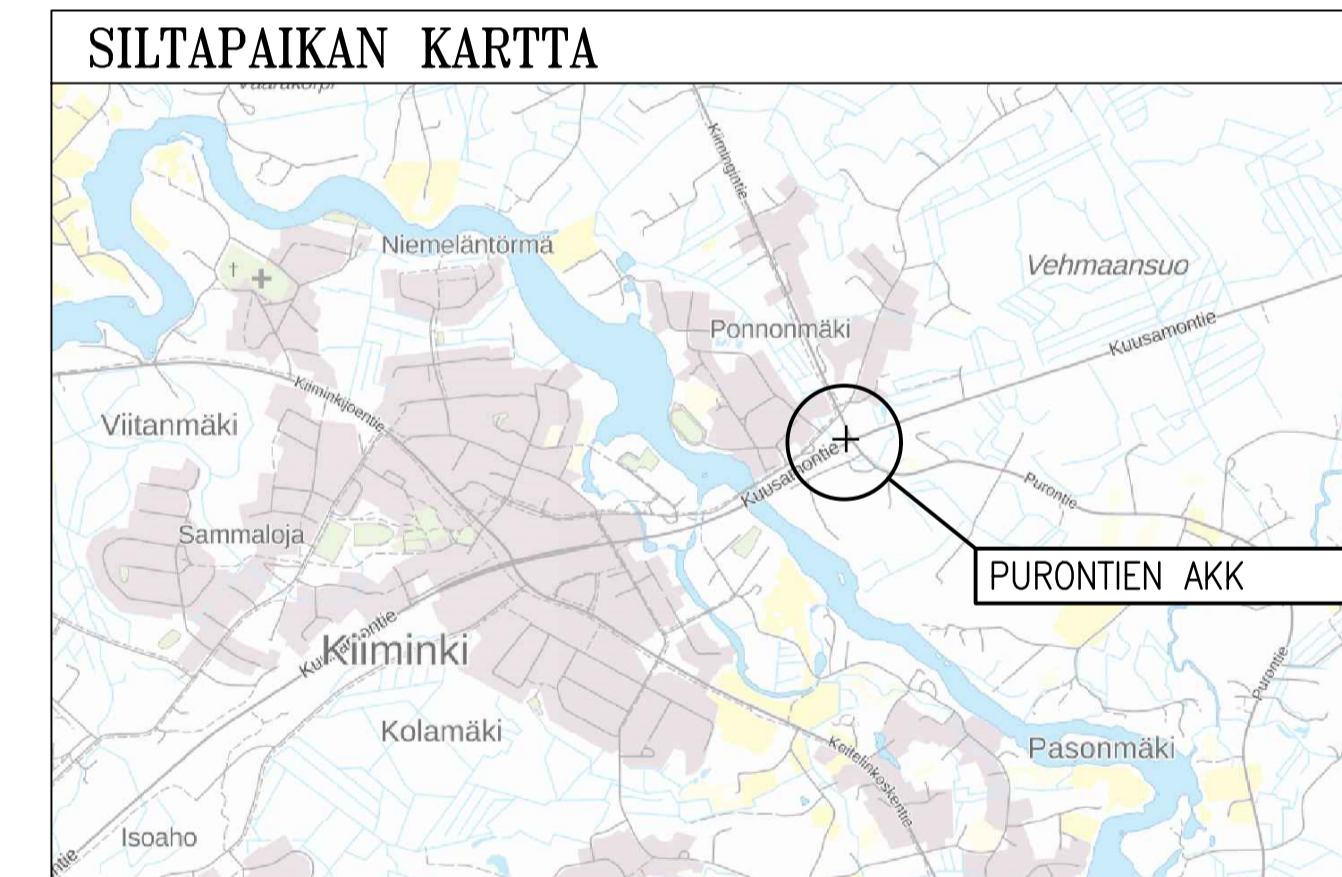 SILTAPAIKAN KARTTA
Kiimingintie
Niemeläntörmä
Vehmaansuo
Ponnonmäki
Kuusamontie
Kiiminkijoentie
Viitanmäki
Kuusamontie
Purontie
Sammaloja
PURONTIEN AKK
Kuusamontie
Kiiminki
Purontie
Kolamäki
Koitelinkoskentie
Pasonmäki
Isoaho